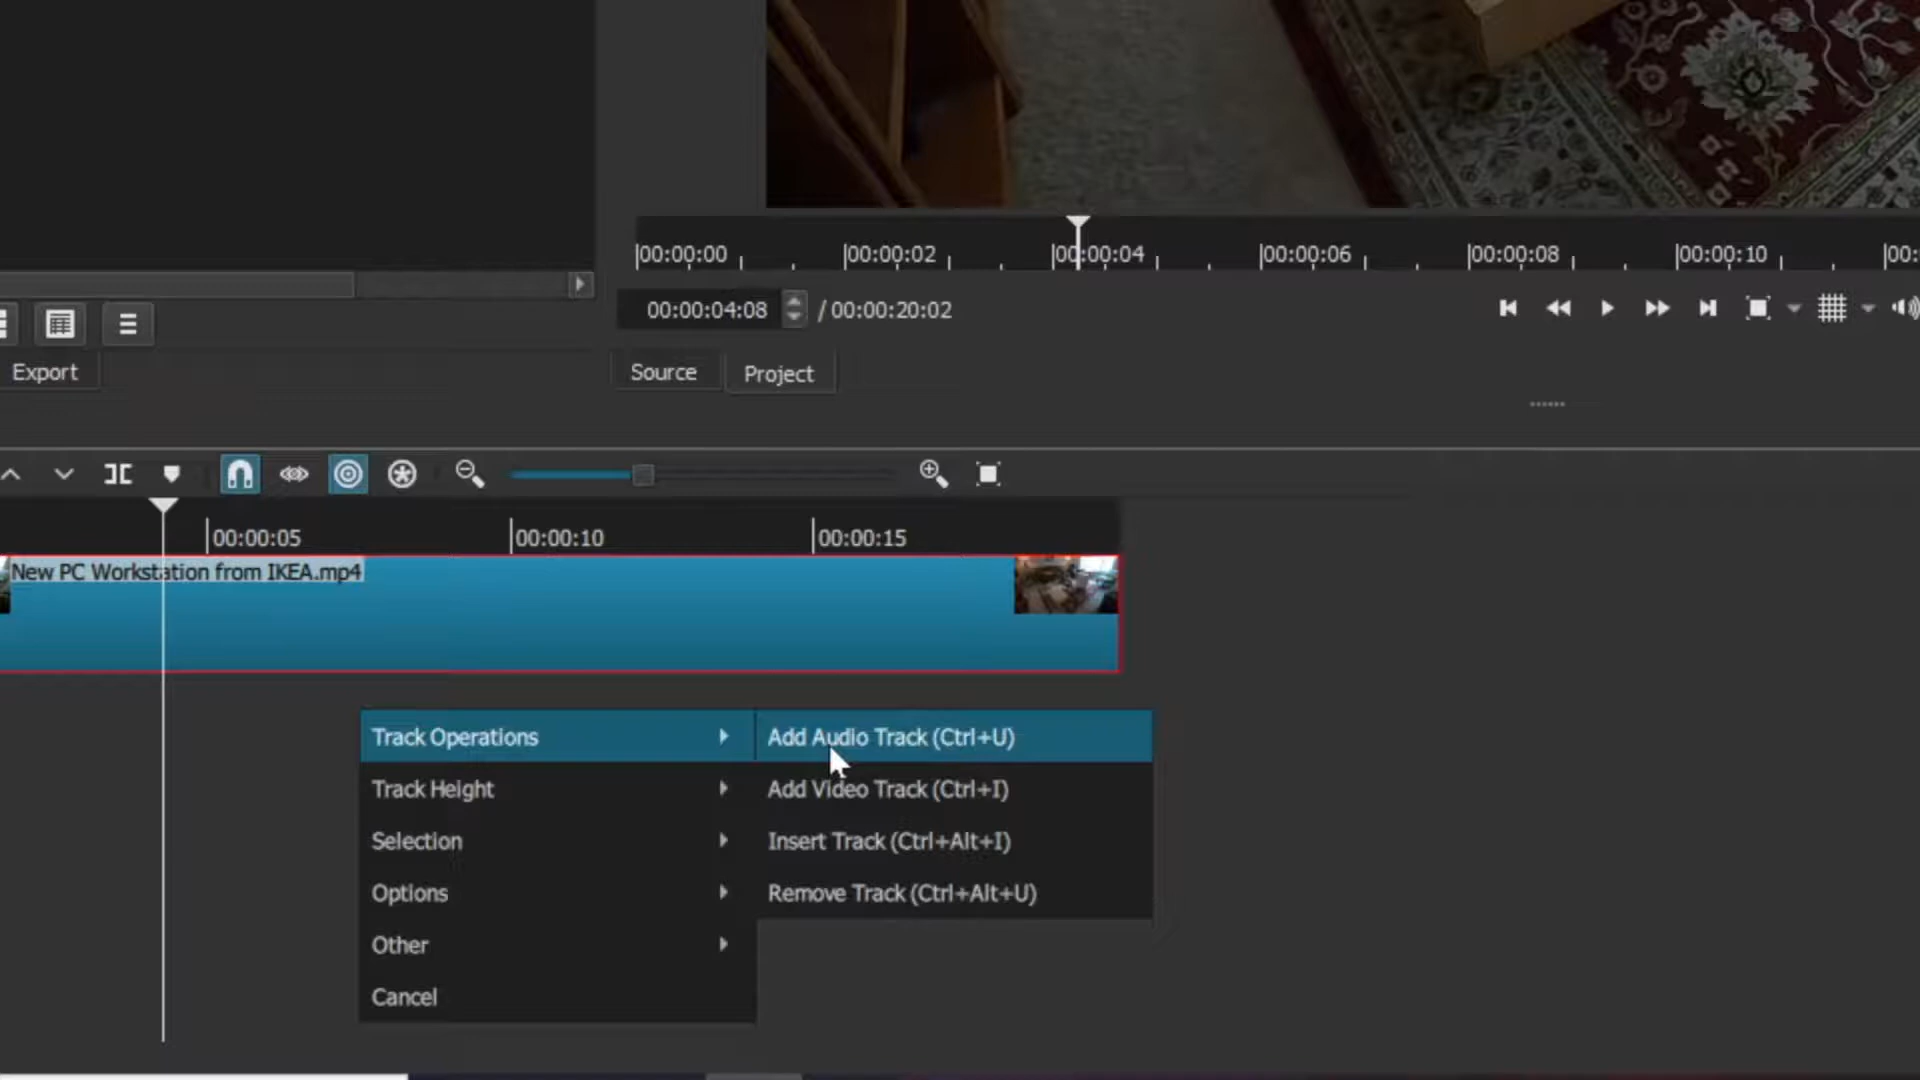 00:00:00
00:00:02
00:00:04
00:00:06
00:00:08
00:00:10
00:
00:00:04:08
/ 00:00:20:02
Export
Source
Project
00:00:05
00:00:10
00:00:15
New PC Workstation from IKEA.mp4
Track Operations
Track Height
Selection
Options
Other
Cancel
Add Audio Track (Ctrl+U)
Add Video Track (Ctrl+I)
Insert Track (Ctrl+Alt+I)
Remove Track (Ctrl+Alt+U)